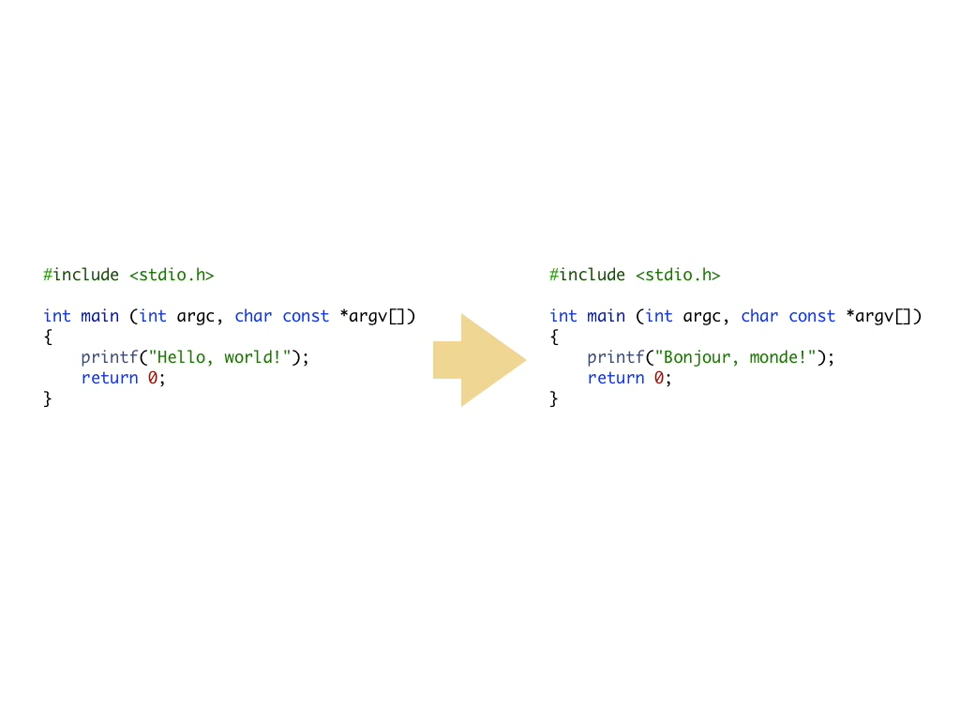 #include <stdio.h>
int main (int argc, char const *argv[])
{
    printf("Hello, world!");
    return 0;
}
#include <stdio.h>
int main (int argc, char const *argv[])
{
    printf("Bonjour, monde!");
    return 0;
}